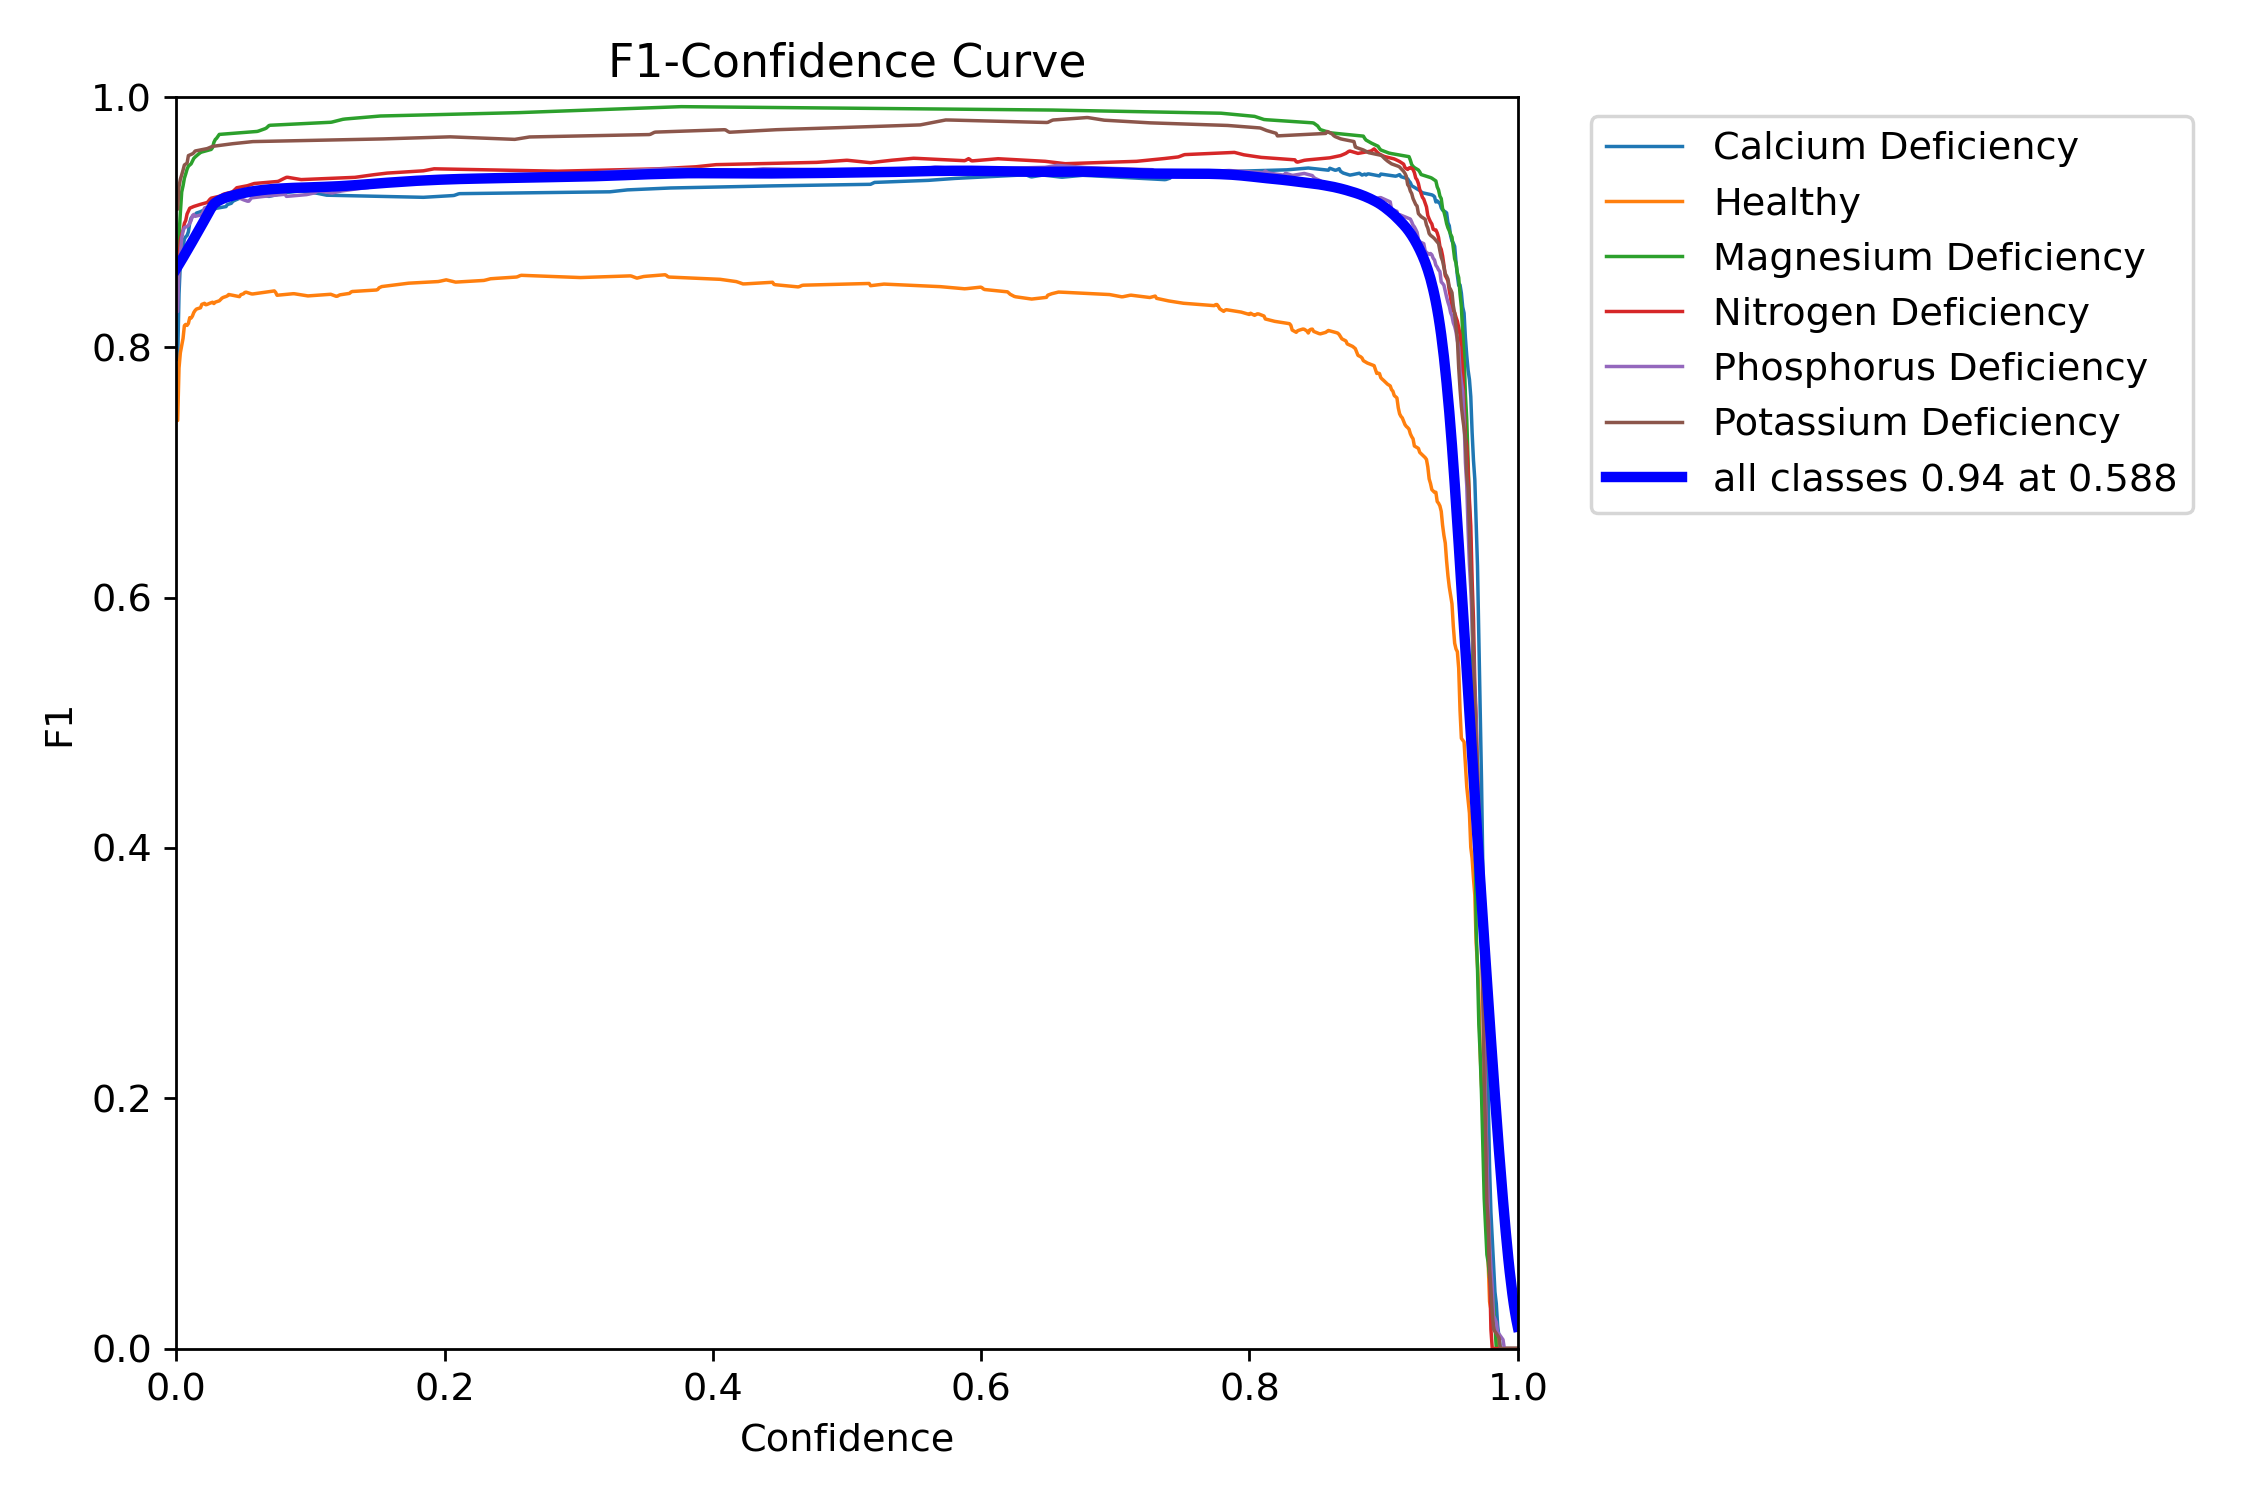 F1-Confidence Curve
1.0
0.8
0.6
0.4
0.2
0.0
F1
0.0 0.2 0.4 0.6 0.8 1.0
Confidence
Calcium Deficiency
Healthy
Magnesium Deficiency
Nitrogen Deficiency
Phosphorus Deficiency
Potassium Deficiency
all classes 0.94 at 0.588